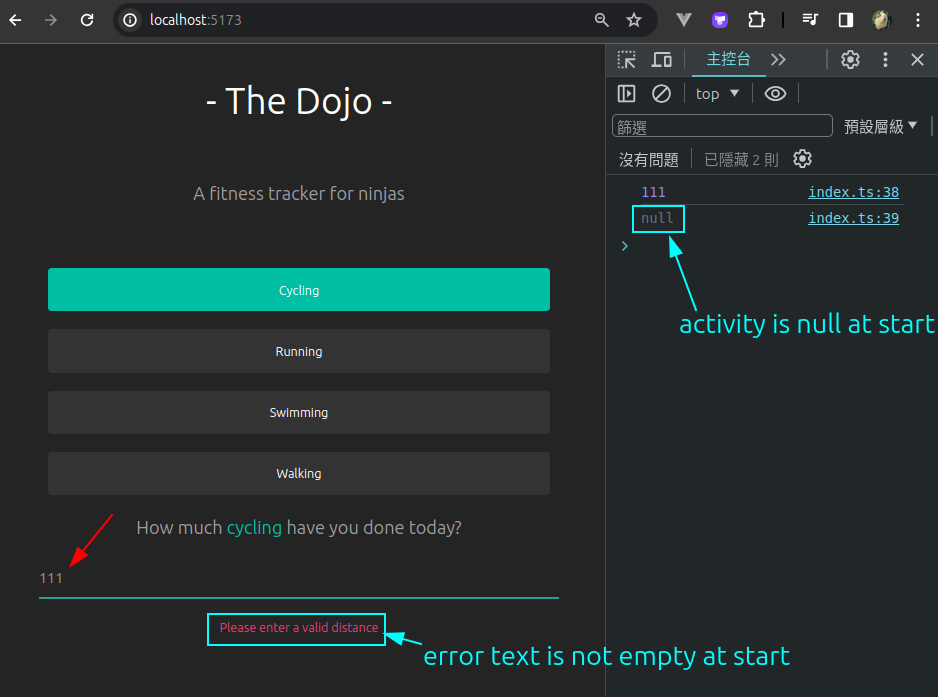 localhost:5173
- The Dojo -
A fitness tracker for ninjas
Cycling
Running
Swimming
Walking
How much cycling have you done today?
111
Please enter a valid distance
error text is not empty at start
主控台
top
篩選
預設層級
沒有問題
已隱藏 2 則
111
index.ts:38
null
index.ts:39
activity is null at start